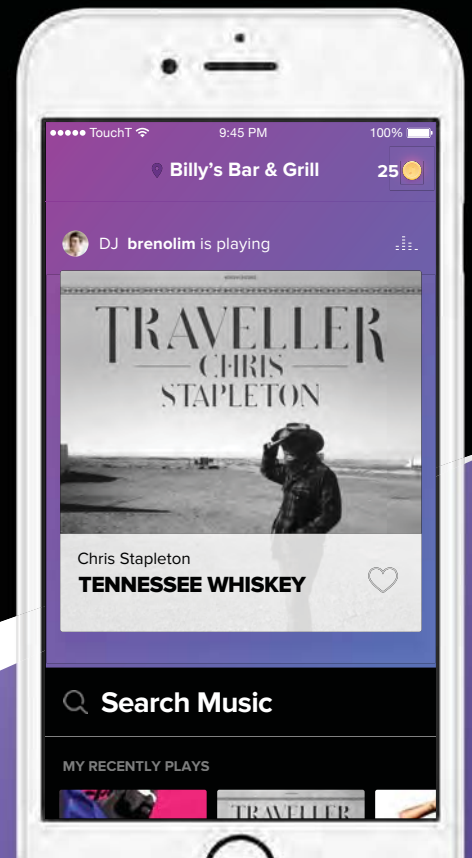 ●●●●● TouchT 9:45 PM 100%
Billy's Bar & Grill 25
DJ brenolim is playing
TRAVELLER
CHRIS
STAPLETON
Chris Stapleton
TENNESSEE WHISKEY
Search Music
MY RECENTLY PLAYS
TRAVELLER